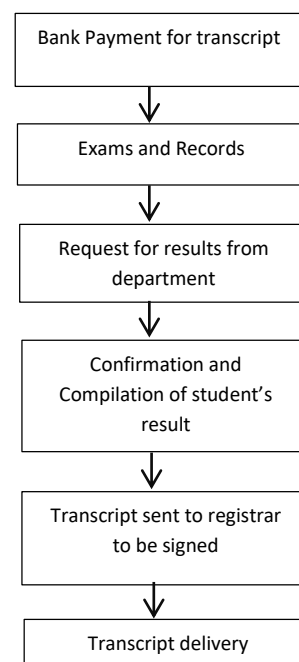 Bank Payment for transcript
Exams and Records
Request for results from
department
Confirmation and
Compilation of student’s
result
Transcript sent to registrar
to be signed
Transcript delivery